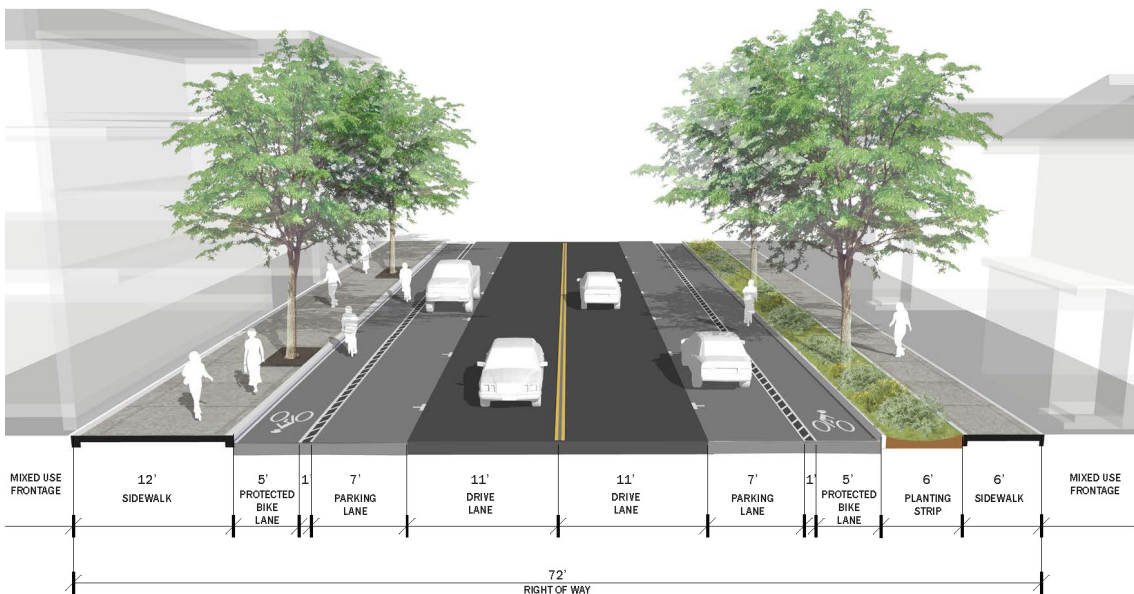 MIXED USE
FRONTAGE
12'
SIDEWALK
5'
PROTECTED
BIKE
LANE
1'
7'
PARKING
LANE
11'
DRIVE
LANE
11'
DRIVE
LANE
7'
PARKING
LANE
1'
5'
PROTECTED
BIKE
LANE
6'
PLANTING
STRIP
6'
SIDEWALK
MIXED USE
FRONTAGE
72'
RIGHT OF WAY